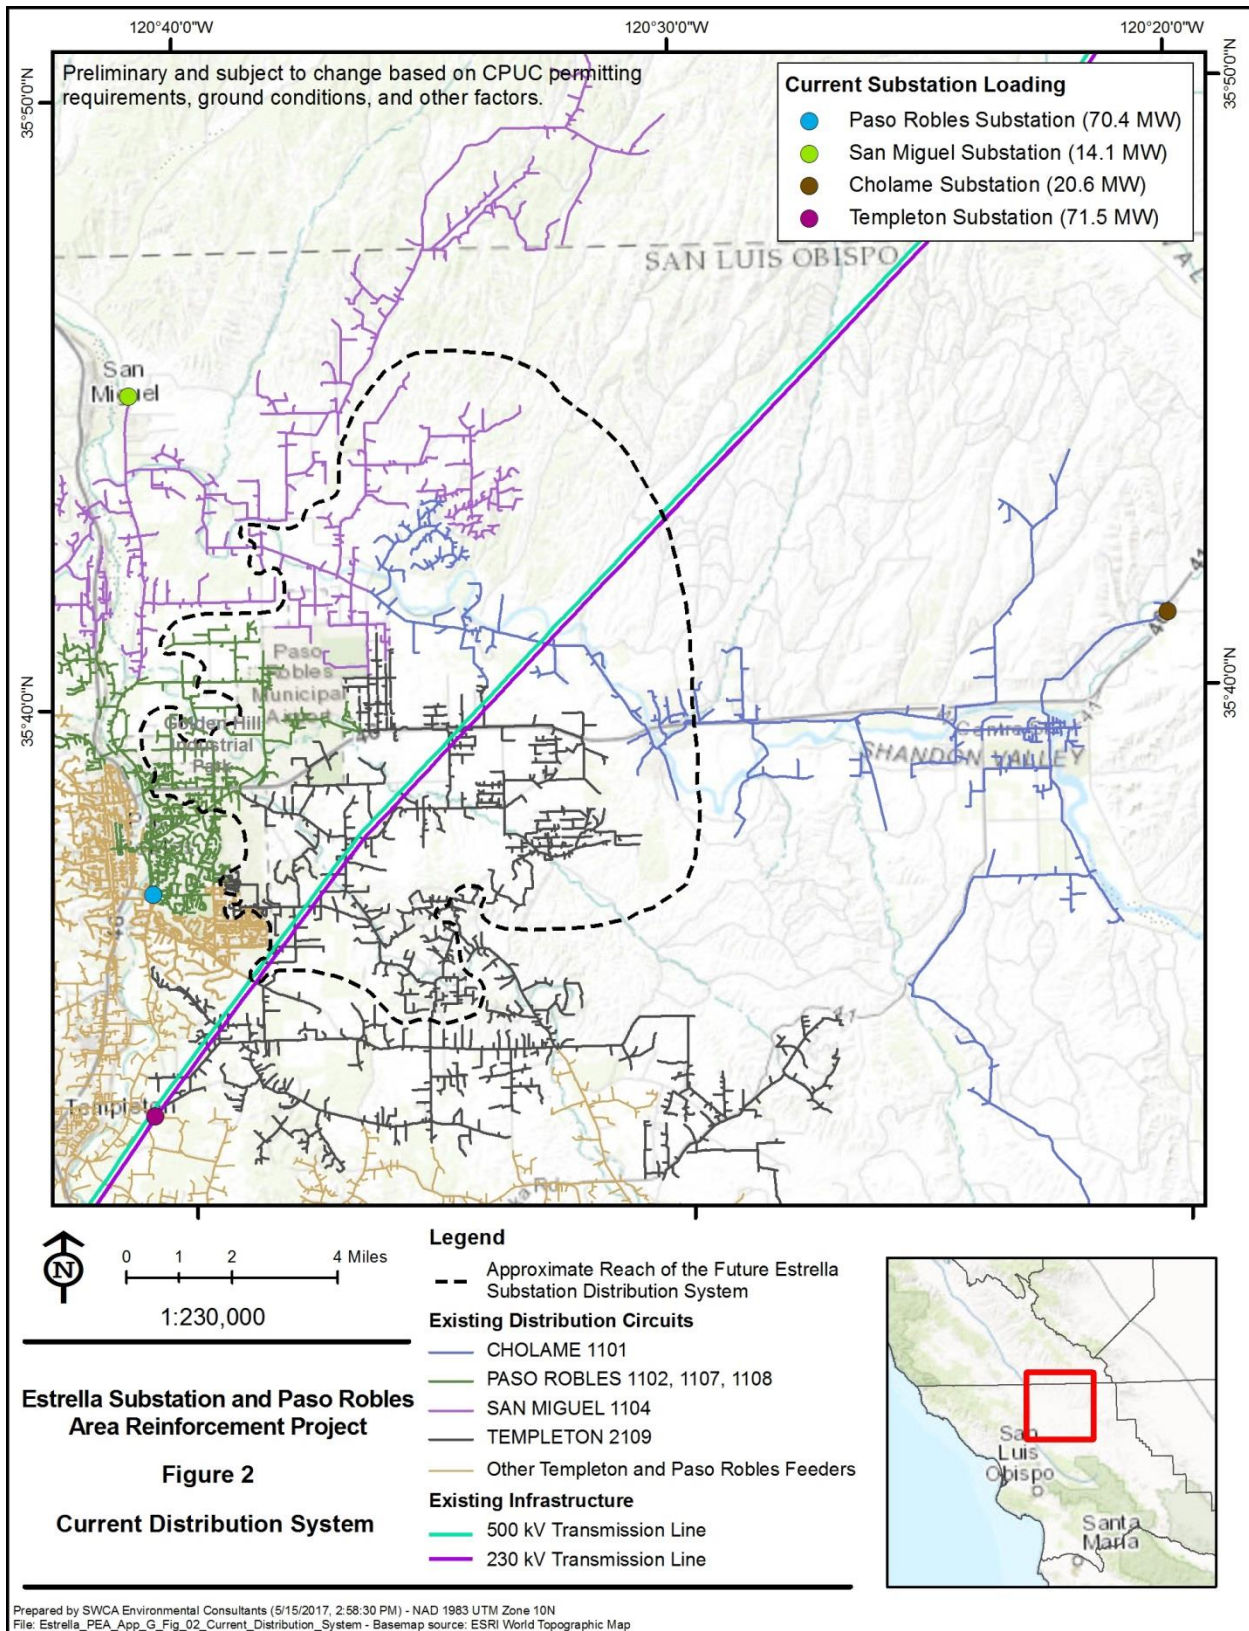 120°40'0"W
120°30'0"W
120°20'0"W
35°50'0"N
35°50'0"N
Preliminary and subject to change based on CPUC permitting
requirements, ground conditions, and other factors.
Current Substation Loading
Paso Robles Substation (70.4 MW)
San Miguel Substation (14.1 MW)
Cholame Substation (20.6 MW)
Templeton Substation (71.5 MW)
SAN LUIS OBISPO
San
Miguel
41
46
35°40'0"N
35°40'0"N
Paso
Robles
Municipal
Airport
Golden Hill
Industrial
Park
46
41
SHANDON VALLEY
41
Templeton
Rd
0 1 2 4 Miles
N
1:230,000
Estrella Substation and Paso Robles
Area Reinforcement Project
Figure 2
Current Distribution System
Legend
Approximate Reach of the Future Estrella
Substation Distribution System
Existing Distribution Circuits
CHOLAME 1101
PASO ROBLES 1102, 1107, 1108
SAN MIGUEL 1104
TEMPLETON 2109
Other Templeton and Paso Robles Feeders
Existing Infrastructure
500 kV Transmission Line
230 kV Transmission Line
San
Luis
Obispo
Santa
Maria
Prepared by SWCA Environmental Consultants (5/15/2017, 2:58:30 PM) - NAD 1983 UTM Zone 10N
File: Estrella_PEA_App_G_Fig_02_Current_Distribution_System - Basemap source: ESRI World Topographic Map